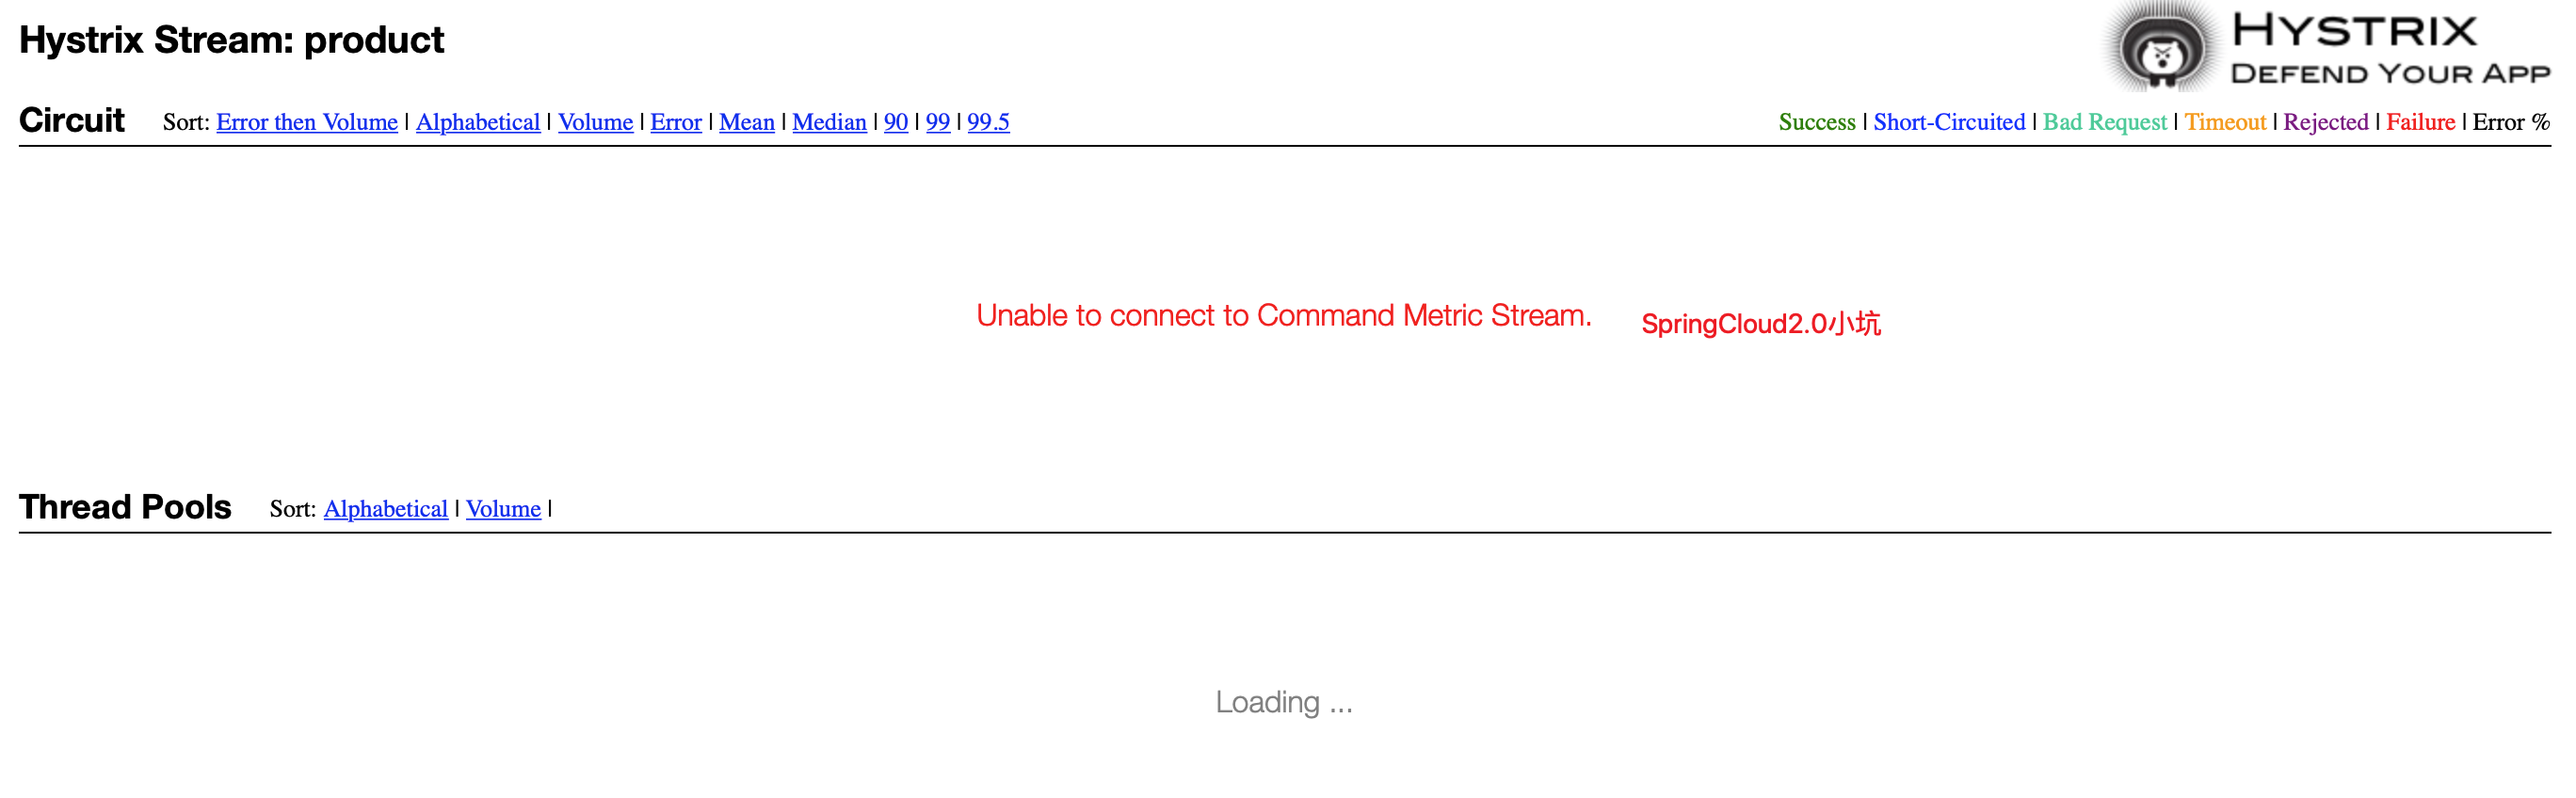 Hystrix Stream: product
HYSTRIX
DEFEND YOUR APP
Circuit Sort: Error then Volume | Alphabetical | Volume | Error | Mean | Median | 90 | 99 | 99.5
Success | Short-Circuited | Bad Request | Timeout | Rejected | Failure | Error %
Unable to connect to Command Metric Stream. SpringCloud2.0小坑
Thread Pools Sort: Alphabetical | Volume |
Loading ...